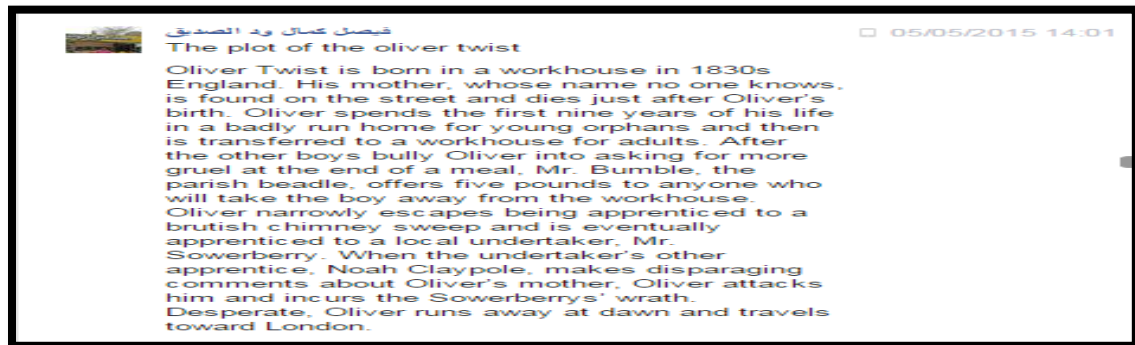 فيصل كمال ود الصديق
05/05/2015 14:01
The plot of the oliver twist
Oliver Twist is born in a workhouse in 1830s
England. His mother, whose name no one knows,
is found on the street and dies just after Oliver's
birth. Oliver spends the first nine years of his life
in a badly run home for young orphans and then
is transferred to a workhouse for adults. After
the other boys bully Oliver into asking for more
gruel at the end of a meal, Mr. Bumble, the
parish beadle, offers five pounds to anyone who
will take the boy away from the workhouse.
Oliver narrowly escapes being apprenticed to a
brutish chimney sweep and is eventually
apprenticed to a local undertaker, Mr.
Sowerberry. When the undertaker's other
apprentice, Noah Claypole, makes disparaging
comments about Oliver's mother, Oliver attacks
him and incurs the Sowerberrys' wrath.
Desperate, Oliver runs away at dawn and travels
toward London.